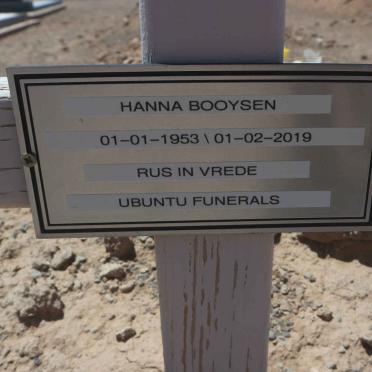 HANNA BOOYSEN
01-01-1953 \ 01-02-2019
RUS IN VREDE
UBUNTU FUNERALS